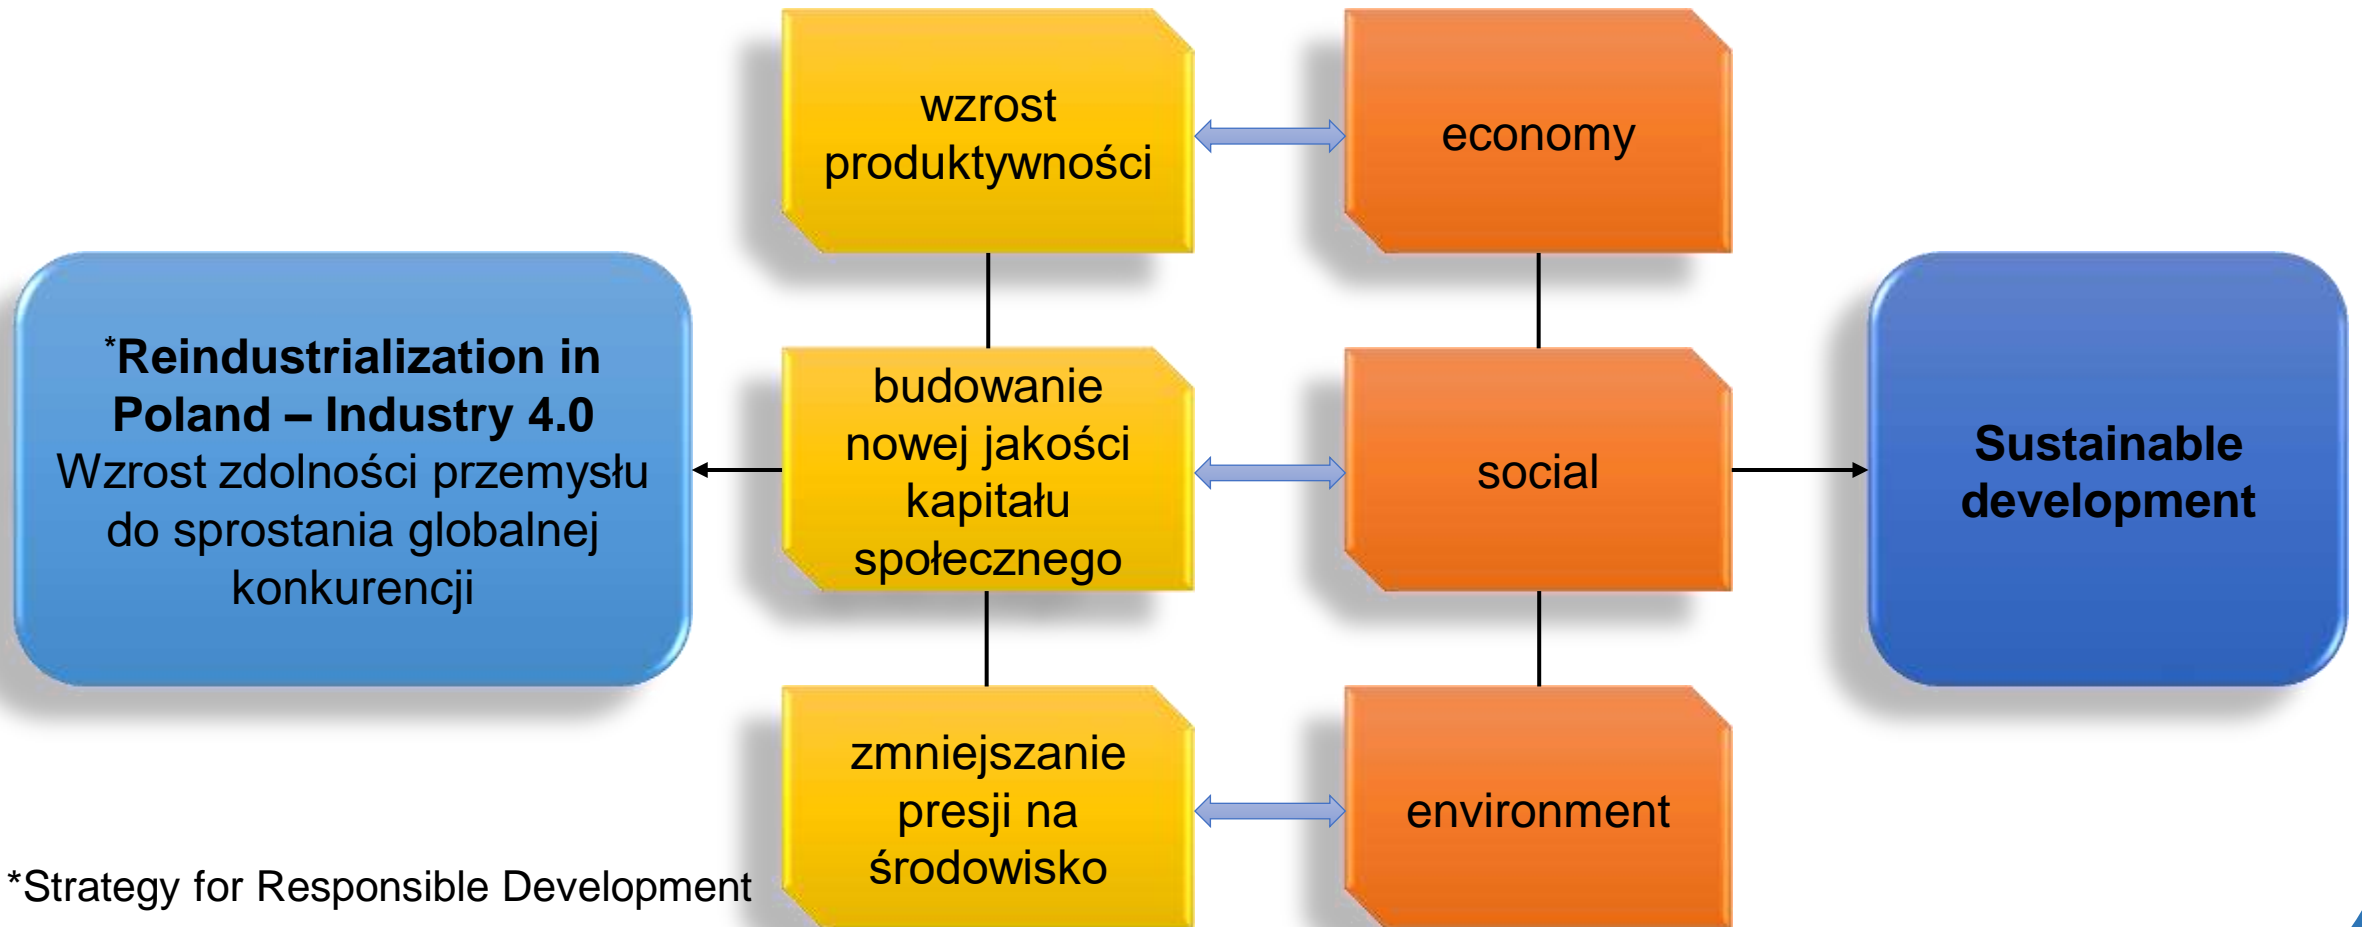 *Reindustrialization in
Poland – Industry 4.0
Wzrost zdolności przemysłu
do sprostania globalnej
konkurencji
wzrost
produktywności
economy
budowanie
nowej jakości
kapitału
społecznego
social
zmniejszanie
presji na
środowisko
environment
Sustainable
development
*Strategy for Responsible Development